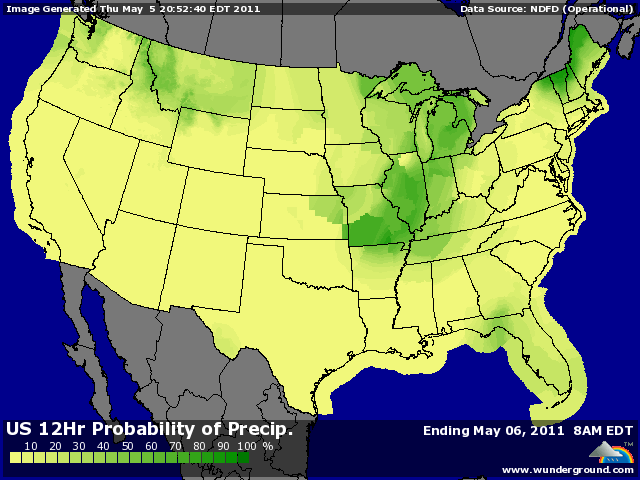 Image Generated Thu May 5 20:52:40 EDT 2011 Data Source: NDFD (Operational)
US 12Hr Probability of Precip.
Ending May 06, 2011 8AM EDT
10 20 30 40 50 60 70 80 90 100 %
TM
www.wunderground.com